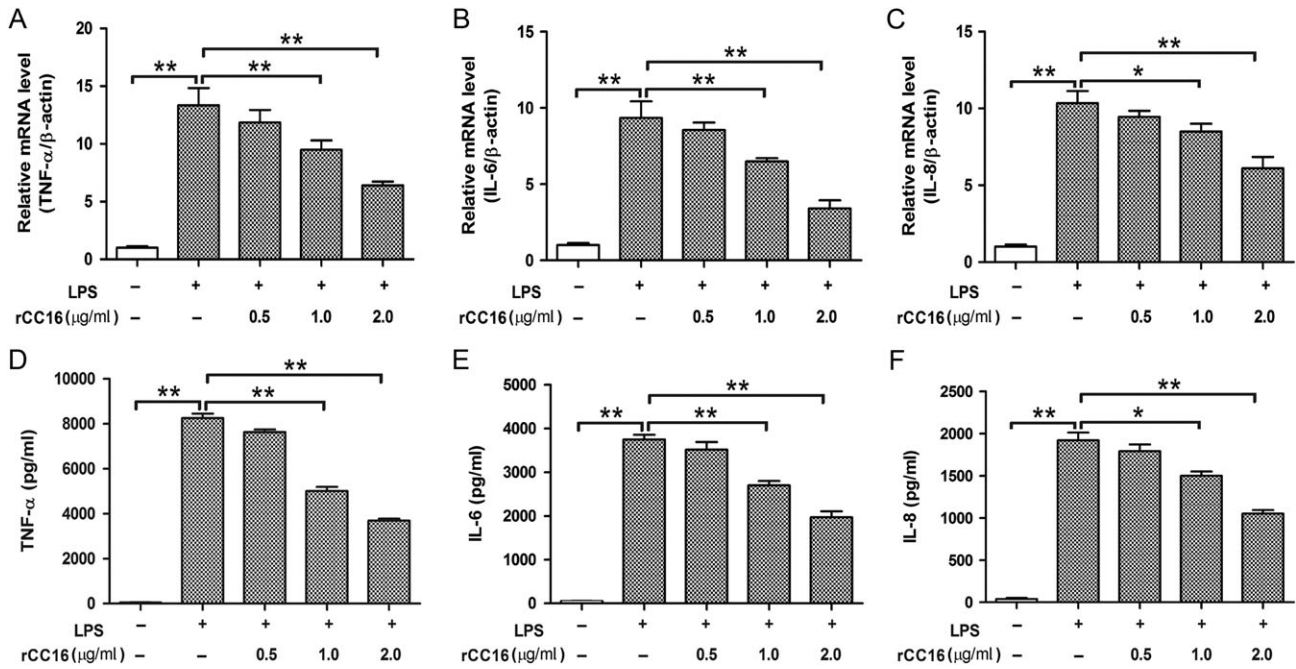 A
Relative mRNA level
(TNF-α/β-actin)
20
15
10
5
0
**
**
**
LPS
– + + + +
rCC16(μg/ml)
– – 0.5 1.0 2.0
B
Relative mRNA level
(IL-6/β-actin)
15
10
5
0
**
**
**
LPS
– + + + +
rCC16(μg/ml)
– – 0.5 1.0 2.0
C
Relative mRNA level
(IL-8/β-actin)
15
10
5
0
**
*
**
LPS
– + + + +
rCC16(μg/ml)
– – 0.5 1.0 2.0
D
TNF-α (pg/ml)
10000
8000
6000
4000
2000
0
**
**
**
LPS
– + + + +
rCC16(μg/ml)
– – 0.5 1.0 2.0
E
IL-6 (pg/ml)
5000
4000
3000
2000
1000
0
**
**
**
LPS
– + + + +
rCC16(μg/ml)
– – 0.5 1.0 2.0
F
IL-8 (pg/ml)
2500
2000
1500
1000
500
0
**
*
**
LPS
– + + + +
rCC16(μg/ml)
– – 0.5 1.0 2.0